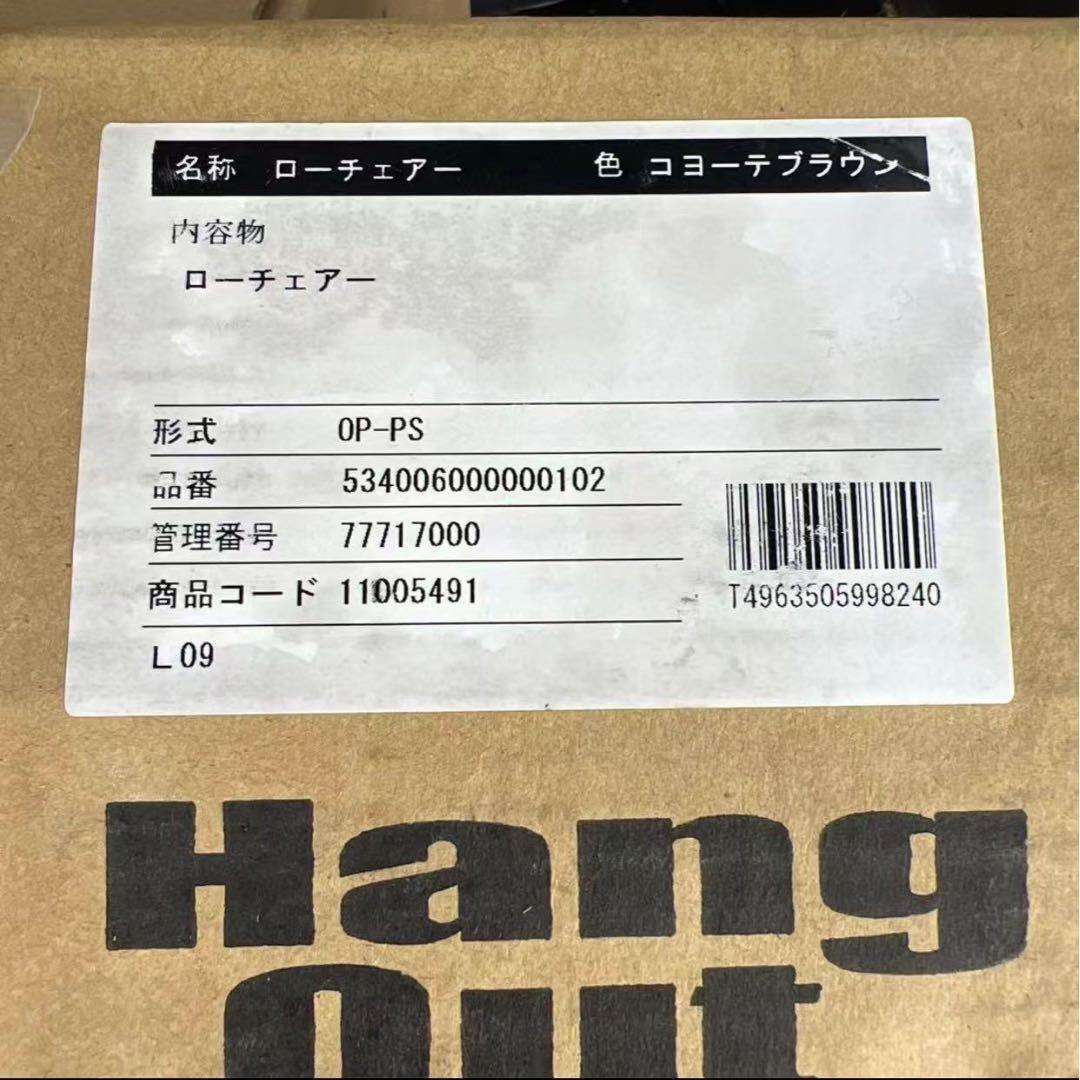 名称 ローチェアー 色 コヨーテブラウン
内容物
ローチェアー
形式 OP-PS
品番 534006000000102
管理番号 77717000
商品コード 11005491
T4963505998240
L09
Hang
Out